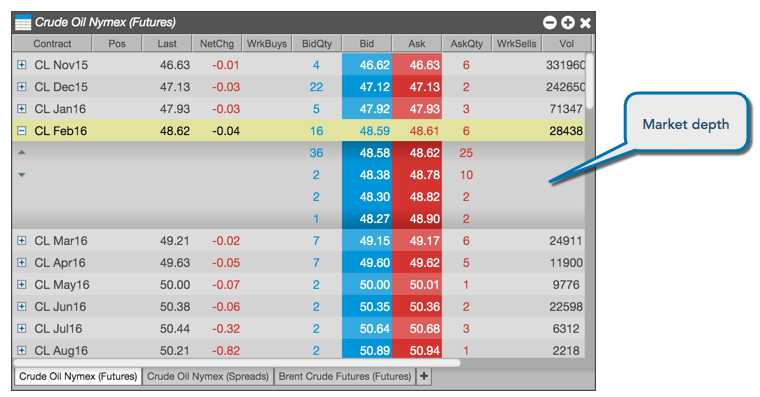 Crude Oil Nymex (Futures)
Contract Pos Last NetChg WrkBuys BidQty Bid Ask AskQty WrkSells Vol
CL Nov15 46.63 -0.01 4 46.62 46.63 6 331960
CL Dec15 47.13 -0.03 22 47.12 47.13 2 242650
CL Jan16 47.93 -0.03 5 47.92 47.93 3 71347
CL Feb16 48.62 -0.04 16 48.59 48.61 6 28438
36 48.58 48.62 25
2 48.38 48.78 10
2 48.30 48.82 2
1 48.27 48.90 2
CL Mar16 49.21 -0.02 7 49.15 49.17 6 24911
CL Apr16 49.63 -0.05 7 49.60 49.62 5 11900
CL May16 50.00 -0.07 2 50.00 50.01 1 9776
CL Jun16 50.38 -0.06 2 50.35 50.36 2 22598
CL Jul16 50.44 -0.32 2 50.64 50.68 3 6312
CL Aug16 50.21 -0.82 2 50.89 50.94 1 2218
Crude Oil Nymex (Futures) Crude Oil Nymex (Spreads) Brent Crude Futures (Futures) +
Market depth